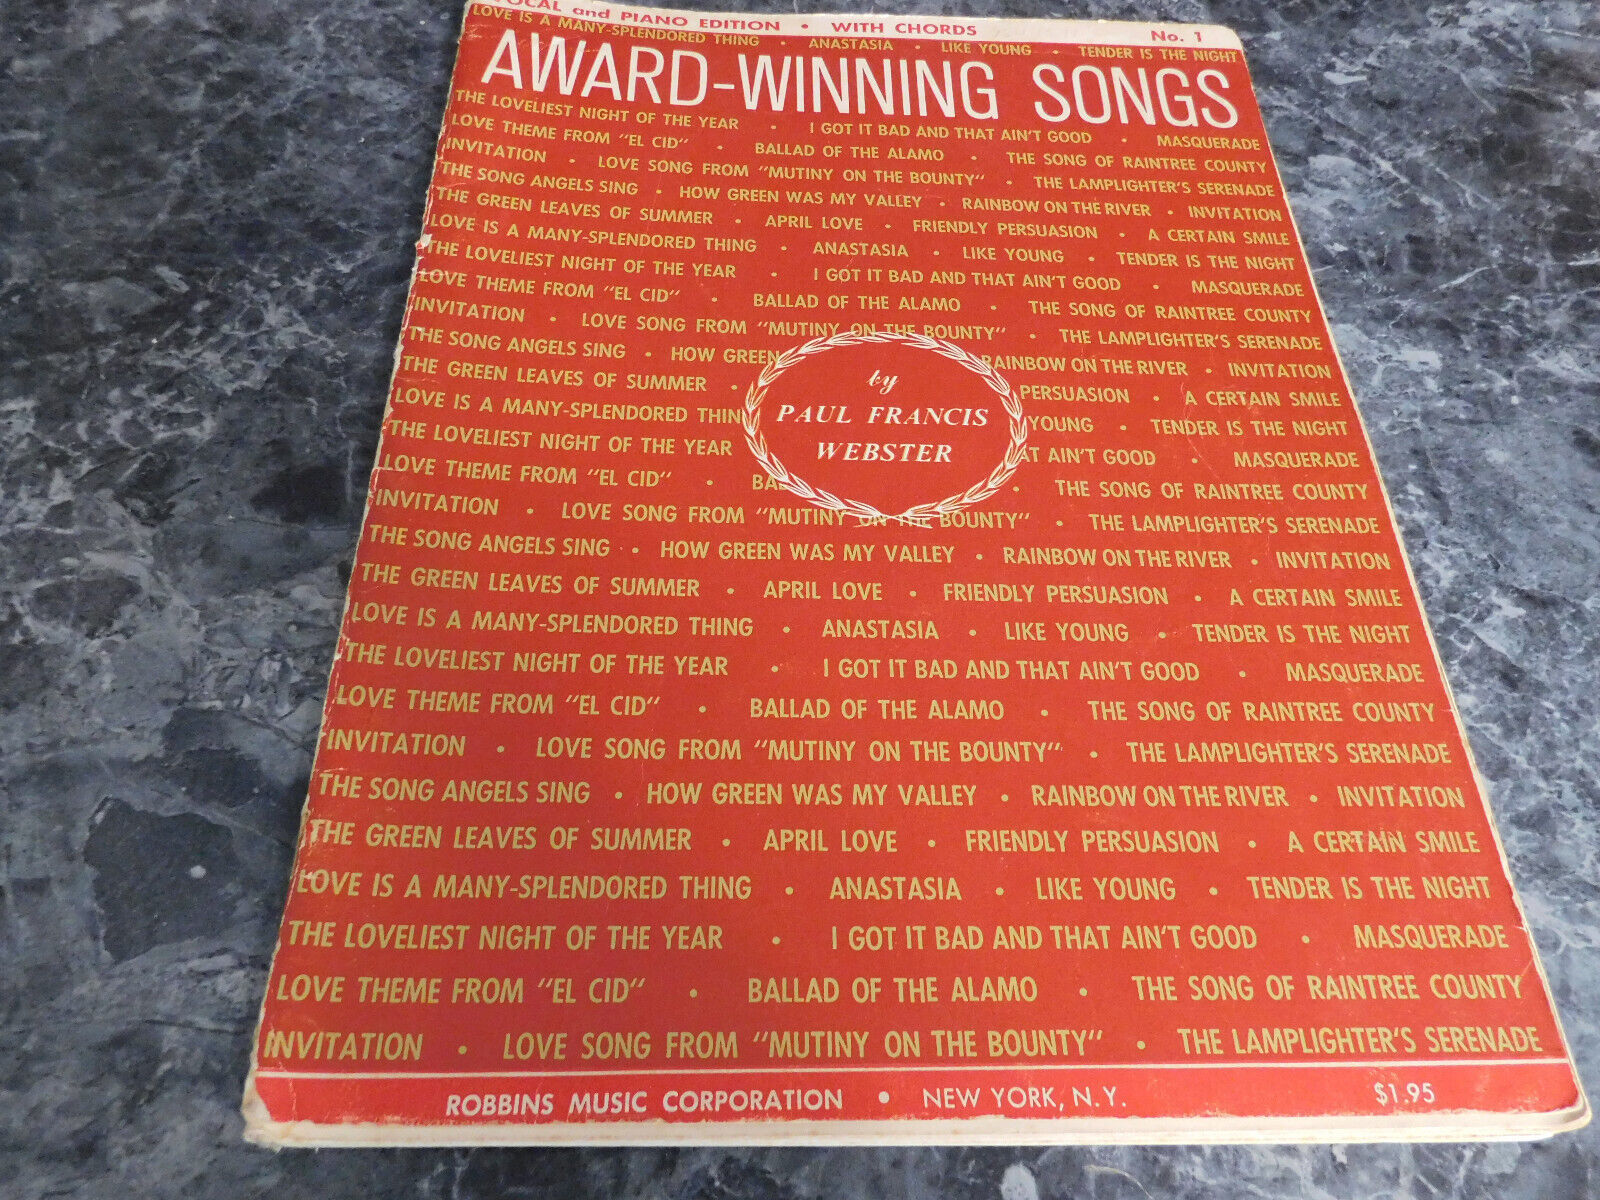 VOCAL and PIANO EDITION • WITH CHORDS No. 1
LOVE IS A MANY-SPLENDORED THING • ANASTASIA • LIKE YOUNG • TENDER IS THE NIGHT
AWARD-WINNING SONGS
THE LOVELIEST NIGHT OF THE YEAR • I GOT IT BAD AND THAT AIN'T GOOD • MASQUERADE
LOVE THEME FROM "EL CID" • BALLAD OF THE ALAMO • THE SONG OF RAINTREE COUNTY
INVITATION • LOVE SONG FROM "MUTINY ON THE BOUNTY" • THE LAMPLIGHTER'S SERENADE
THE SONG ANGELS SING • HOW GREEN WAS MY VALLEY • RAINBOW ON THE RIVER • INVITATION
THE GREEN LEAVES OF SUMMER • APRIL LOVE • FRIENDLY PERSUASION • A CERTAIN SMILE
LOVE IS A MANY-SPLENDORED THING • ANASTASIA • LIKE YOUNG • TENDER IS THE NIGHT
THE LOVELIEST NIGHT OF THE YEAR • I GOT IT BAD AND THAT AIN'T GOOD • MASQUERADE
LOVE THEME FROM "EL CID" • BALLAD OF THE ALAMO • THE SONG OF RAINTREE COUNTY
INVITATION • LOVE SONG FROM "MUTINY ON THE BOUNTY" • THE LAMPLIGHTER'S SERENADE
THE SONG ANGELS SING • HOW GREEN RAINBOW ON THE RIVER • INVITATION
THE GREEN LEAVES OF SUMMER • PERSUASION • A CERTAIN SMILE
LOVE IS A MANY-SPLENDORED THING YOUNG • TENDER IS THE NIGHT
THE LOVELIEST NIGHT OF THE YEAR AT AIN'T GOOD • MASQUERADE
LOVE THEME FROM "EL CID" • BAL • THE SONG OF RAINTREE COUNTY
by
PAUL FRANCIS
WEBSTER
INVITATION • LOVE SONG FROM "MUTINY ON THE BOUNTY" • THE LAMPLIGHTER'S SERENADE
THE SONG ANGELS SING • HOW GREEN WAS MY VALLEY • RAINBOW ON THE RIVER • INVITATION
THE GREEN LEAVES OF SUMMER • APRIL LOVE • FRIENDLY PERSUASION • A CERTAIN SMILE
LOVE IS A MANY-SPLENDORED THING • ANASTASIA • LIKE YOUNG • TENDER IS THE NIGHT
THE LOVELIEST NIGHT OF THE YEAR • I GOT IT BAD AND THAT AIN'T GOOD • MASQUERADE
LOVE THEME FROM "EL CID" • BALLAD OF THE ALAMO • THE SONG OF RAINTREE COUNTY
INVITATION • LOVE SONG FROM "MUTINY ON THE BOUNTY" • THE LAMPLIGHTER'S SERENADE
THE SONG ANGELS SING • HOW GREEN WAS MY VALLEY • RAINBOW ON THE RIVER • INVITATION
THE GREEN LEAVES OF SUMMER • APRIL LOVE • FRIENDLY PERSUASION • A CERTAIN SMILE
LOVE IS A MANY-SPLENDORED THING • ANASTASIA • LIKE YOUNG • TENDER IS THE NIGHT
THE LOVELIEST NIGHT OF THE YEAR • I GOT IT BAD AND THAT AIN'T GOOD • MASQUERADE
LOVE THEME FROM "EL CID" • BALLAD OF THE ALAMO • THE SONG OF RAINTREE COUNTY
INVITATION • LOVE SONG FROM "MUTINY ON THE BOUNTY" • THE LAMPLIGHTER'S SERENADE
ROBBINS MUSIC CORPORATION • NEW YORK, N.Y. $1.95